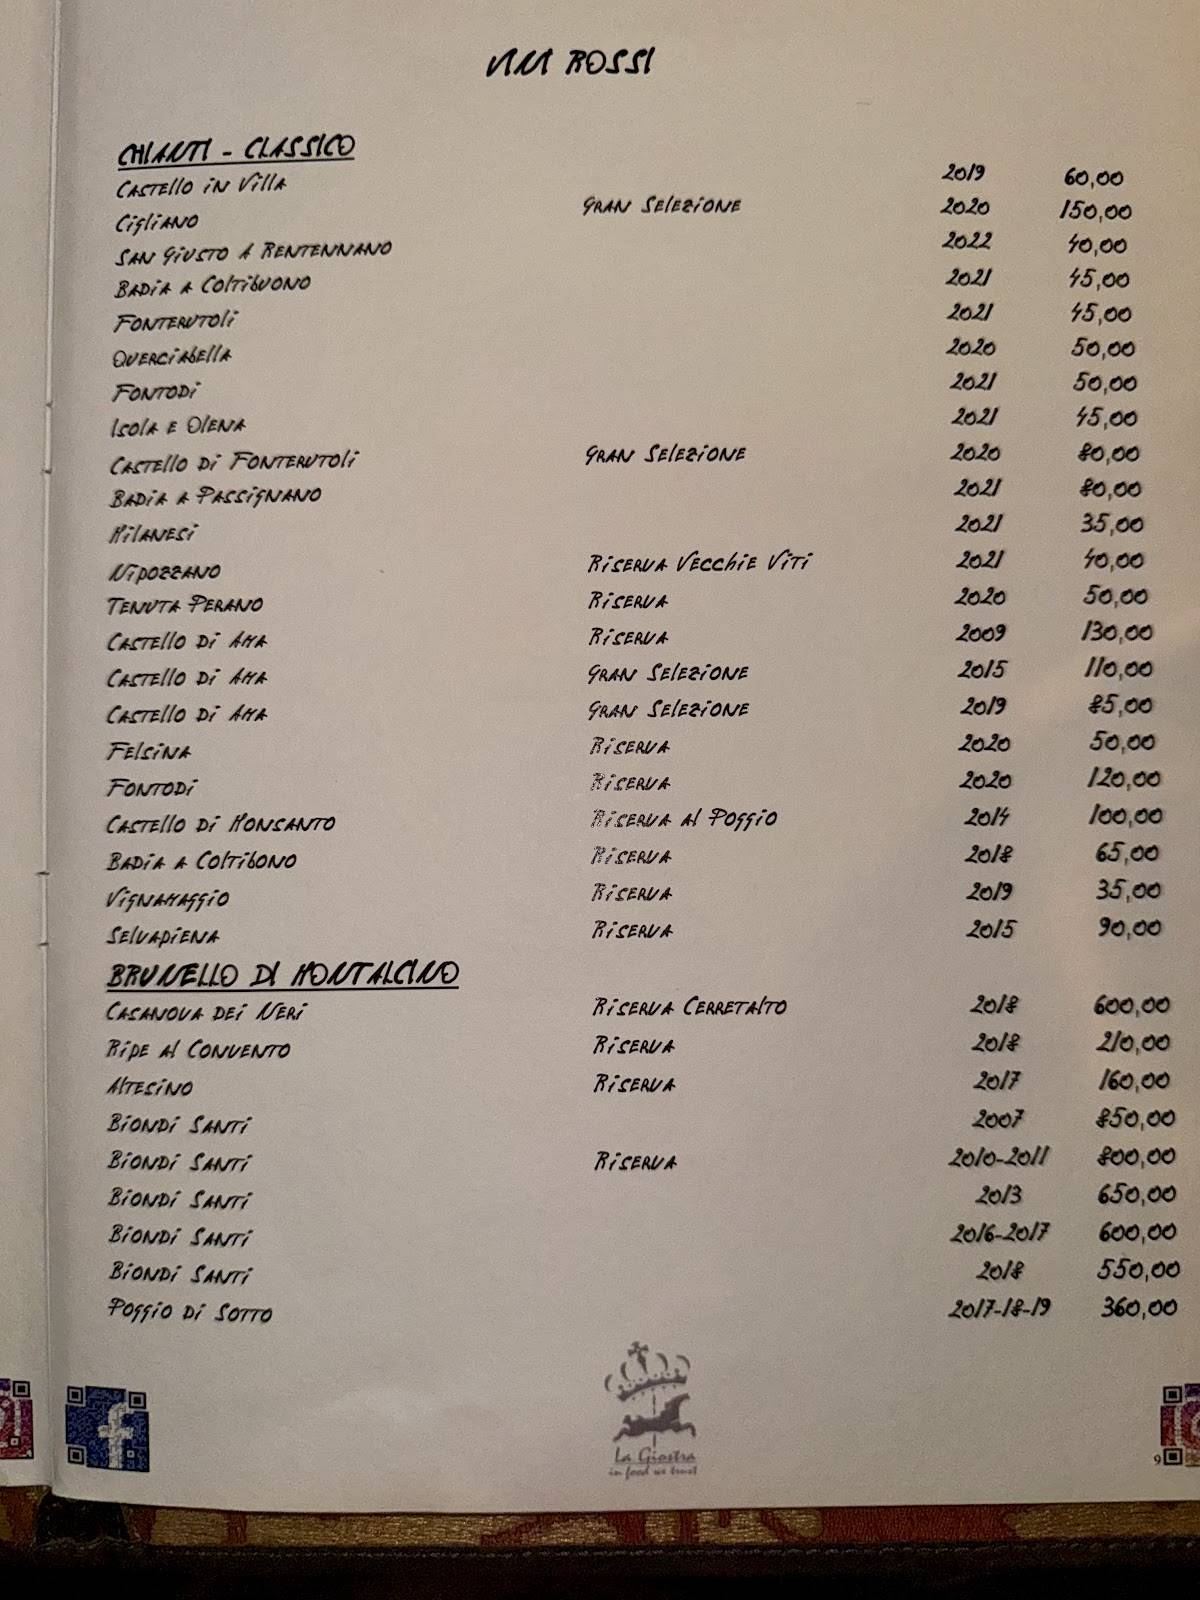 VINI ROSSI
CHIANTI - CLASSICO
CASTELLO IN VILLA 2019 60,00
CIGLIANO GRAN SELEZIONE 2020 150,00
SAN GIUSTO A RENTENNANO 2022 40,00
BADIA A COLTIBUONO 2021 45,00
FONTERUTOLI 2021 45,00
QUERCIABELLA 2020 50,00
FONTODI 2021 50,00
ISOLA E OLENA 2021 45,00
CASTELLO DI FONTERUTOLI GRAN SELEZIONE 2020 80,00
BADIA A PASSIGNANO 2021 80,00
MILANESI 2021 35,00
NIPOZZANO RISERVA VECCHIE VITI 2021 40,00
TENUTA PERANO RISERVA 2020 50,00
CASTELLO DI AMA RISERVA 2009 130,00
CASTELLO DI AMA GRAN SELEZIONE 2015 110,00
CASTELLO DI AMA GRAN SELEZIONE 2019 85,00
FELSINA RISERVA 2020 50,00
FONTODI RISERVA 2020 120,00
CASTELLO DI MONSANTO RISERVA AL POGGIO 2014 100,00
BADIA A COLTIBONO RISERVA 2018 65,00
VIGNAMAGGIO RISERVA 2019 35,00
SELVAPIENA RISERVA 2015 90,00
BRUNELLO DI MONTALCINO
CASANOVA DEI NERI RISERVA CERRETALTO 2018 600,00
RIPE AL CONVENTO RISERVA 2018 210,00
ALTESINO RISERVA 2017 160,00
BIONDI SANTI 2007 850,00
BIONDI SANTI RISERVA 2010-2011 800,00
BIONDI SANTI 2013 650,00
BIONDI SANTI 2016-2017 600,00
BIONDI SANTI 2018 550,00
POGGIO DI SOTTO 2017-18-19 360,00
La Giostra
in food we trust
9